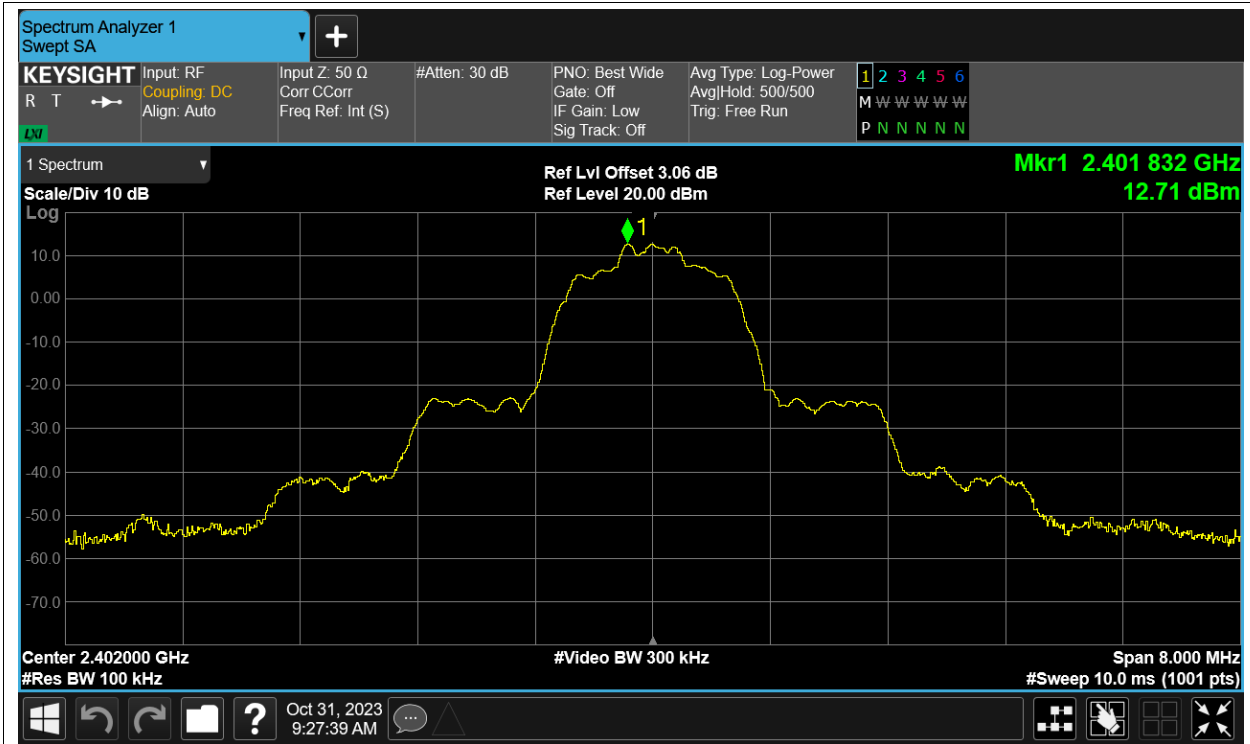 Spectrum Analyzer 1
Swept SA
KEYSIGHT
R T
LXI
Input: RF
Coupling: DC
Align: Auto
Input Z: 50 Ω
Corr CCorr
Freq Ref: Int (S)
#Atten: 30 dB
PNO: Best Wide
Gate: Off
IF Gain: Low
Sig Track: Off
Avg Type: Log-Power
Avg|Hold: 500/500
Trig: Free Run
1 2 3 4 5 6
M W W W W W
P N N N N N
1 Spectrum
Scale/Div 10 dB
Log
Ref Lvl Offset 3.06 dB
Ref Level 20.00 dBm
Mkr1 2.401 832 GHz
12.71 dBm
1
10.0
0.00
-10.0
-20.0
-30.0
-40.0
-50.0
-60.0
-70.0
Center 2.402000 GHz
#Res BW 100 kHz
#Video BW 300 kHz
Span 8.000 MHz
#Sweep 10.0 ms (1001 pts)
?
Oct 31, 2023
9:27:39 AM